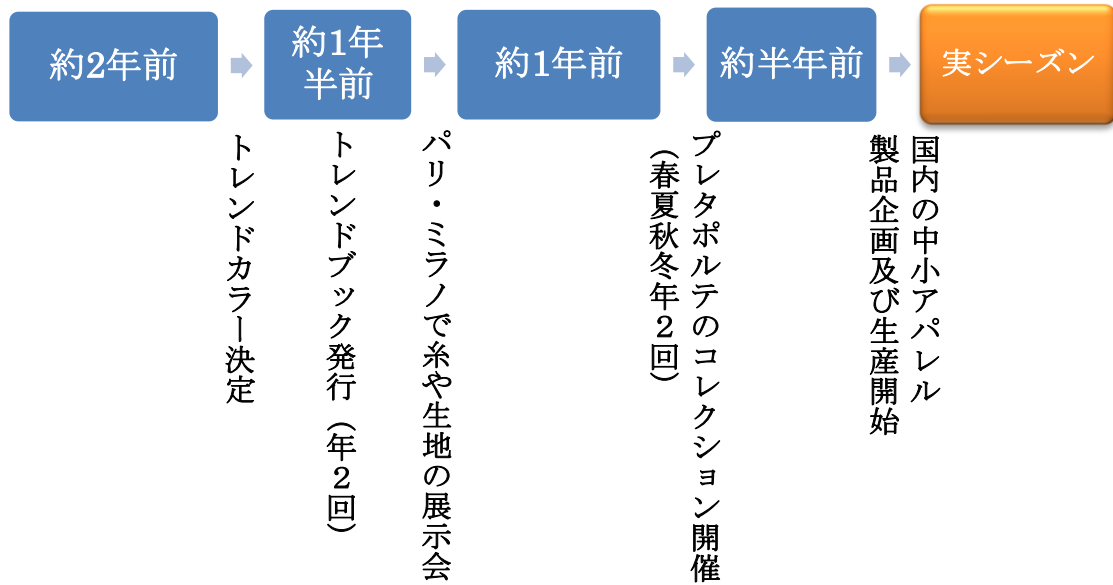 約2年前
約1年
半前
約1年前
約半年前
実シーズン
トレンドカラー決定
トレンドブック発行（年２回）
パリ・ミラノで糸や生地の展示会
プレタポルテのコレクション開催
（春夏秋冬年２回）
国内の中小アパレル
製品企画及び生産開始